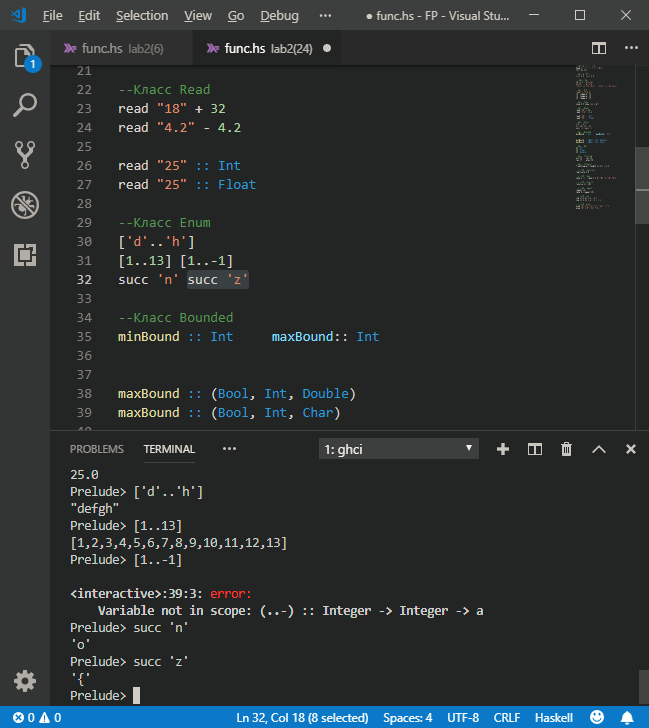 File Edit Selection View Go Debug ··· ● func.hs - FP - Visual Stu...
func.hs lab2(6) func.hs lab2(24) ●
1
21
22 --Класс Read
23 read "18" + 32
24 read "4.2" - 4.2
25
26 read "25" :: Int
27 read "25" :: Float
28
29 --Класс Enum
30 ['d'..'h']
31 [1..13] [1..-1]
32 succ 'n' succ 'z'
33
34 --Класс Bounded
35 minBound :: Int maxBound:: Int
36
37
38 maxBound :: (Bool, Int, Double)
39 maxBound :: (Bool, Int, Char)
PROBLEMS TERMINAL ··· 1: ghci
25.0
Prelude> ['d'..'h']
"defgh"
Prelude> [1..13]
[1,2,3,4,5,6,7,8,9,10,11,12,13]
Prelude> [1..-1]
<interactive>:39:3: error:
Variable not in scope: (..-) :: Integer -> Integer -> a
Prelude> succ 'n'
'o'
Prelude> succ 'z'
'{'
Prelude>
0 0 Ln 32, Col 18 (8 selected) Spaces: 4 UTF-8 CRLF Haskell